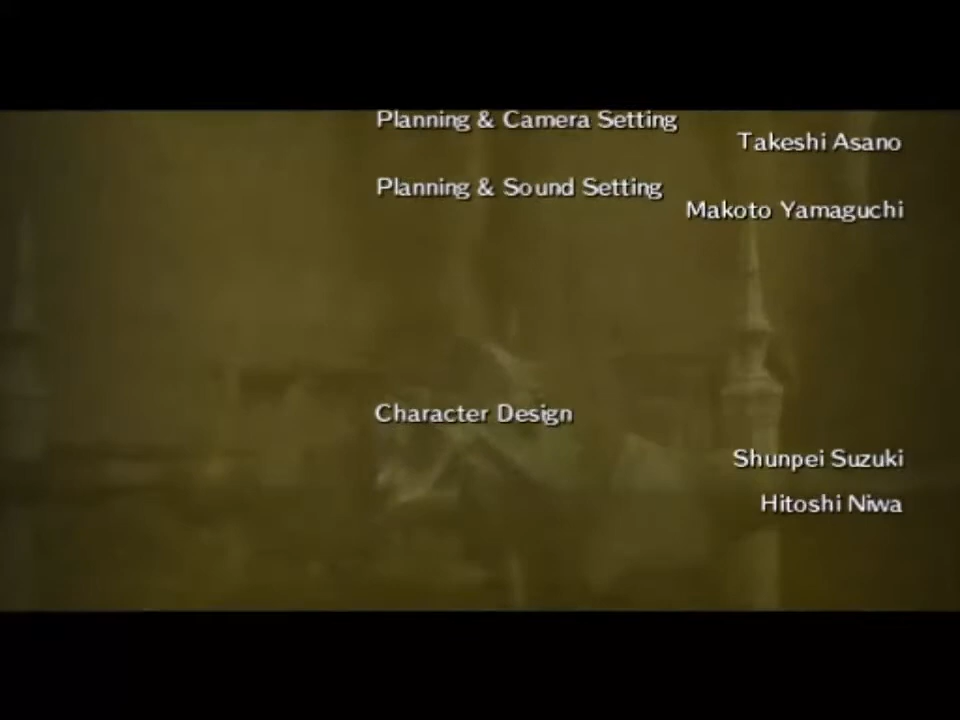 Planning & Camera Setting
Takeshi Asano
Planning & Sound Setting
Makoto Yamaguchi
Character Design
Shunpei Suzuki
Hitoshi Niwa